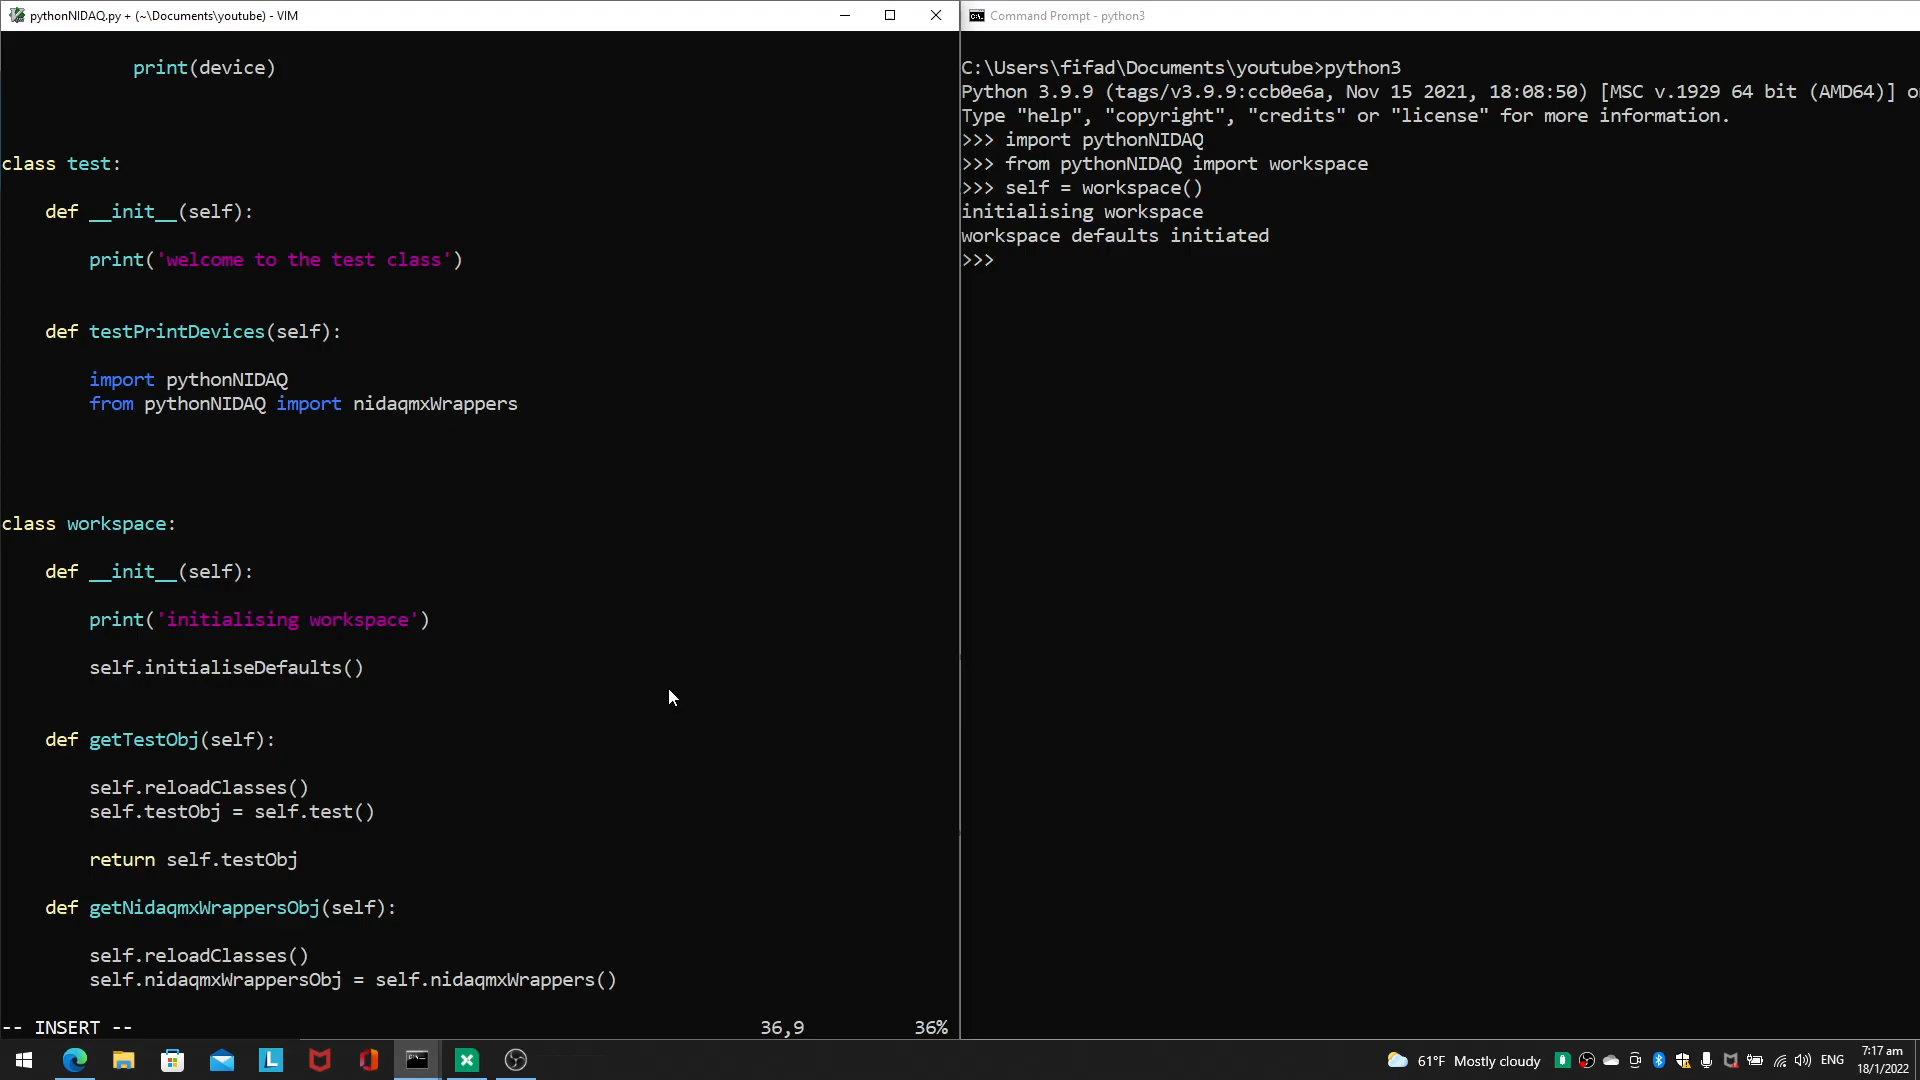 pythonNIDAQ.py + (~\Documents\youtube) - VIM
print(device)
class test:
def __init__(self):
print('welcome to the test class')
def testPrintDevices(self):
import pythonNIDAQ
from pythonNIDAQ import nidaqmxWrappers
class workspace:
def __init__(self):
print('initialising workspace')
self.initialiseDefaults()
def getTestObj(self):
self.reloadClasses()
self.testObj = self.test()
return self.testObj
def getNidaqmxWrappersObj(self):
self.reloadClasses()
self.nidaqmxWrappersObj = self.nidaqmxWrappers()
-- INSERT -- 36,9 36%
Command Prompt - python3
C:\Users\fifad\Documents\youtube>python3
Python 3.9.9 (tags/v3.9.9:ccb0e6a, Nov 15 2021, 18:08:50) [MSC v.1929 64 bit (AMD64)] o
Type "help", "copyright", "credits" or "license" for more information.
>>> import pythonNIDAQ
>>> from pythonNIDAQ import workspace
>>> self = workspace()
initialising workspace
workspace defaults initiated
>>>
61°F Mostly cloudy ENG
7:17 am
18/1/2022